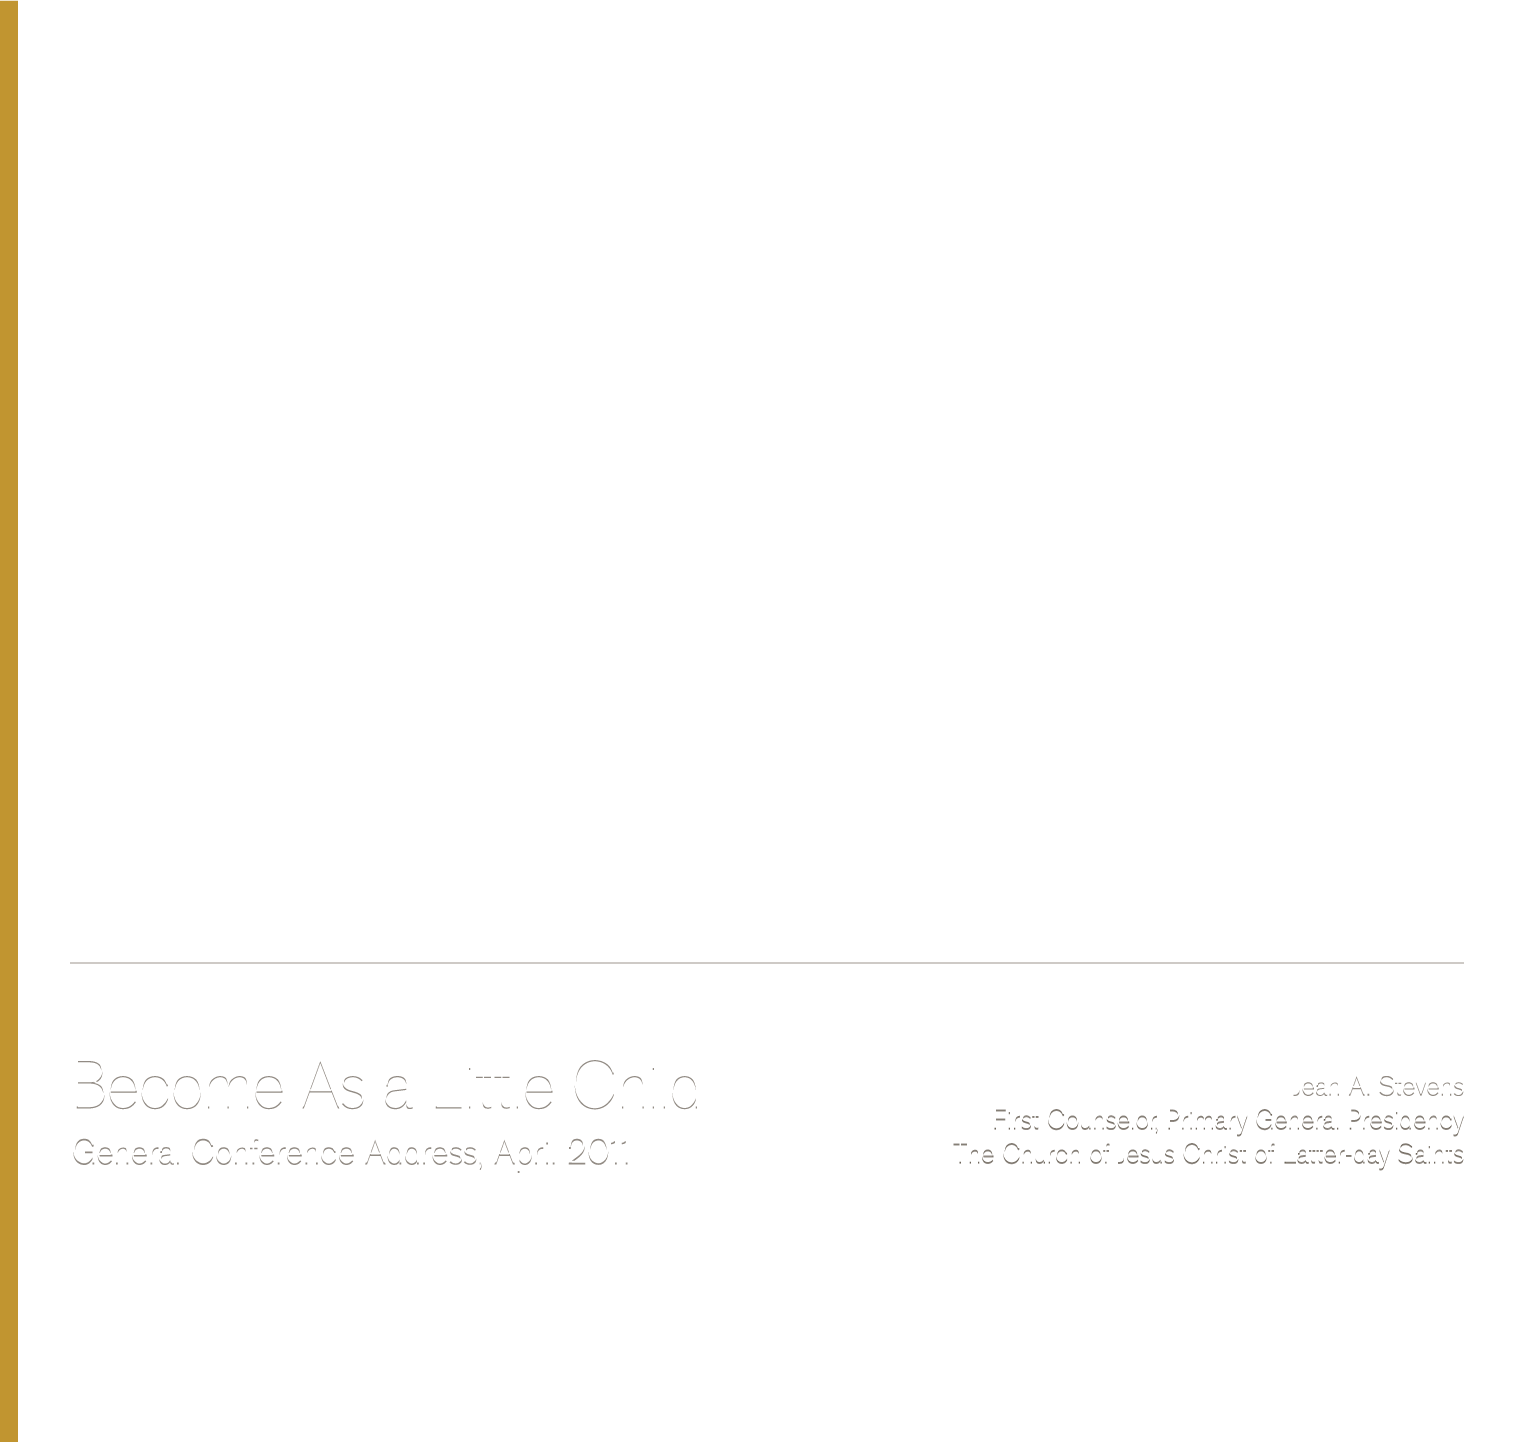 Become As a Little Child
General Conference Address, April 2011
Jean A. Stevens
First Counselor, Primary General Presidency
The Church of Jesus Christ of Latter-day Saints